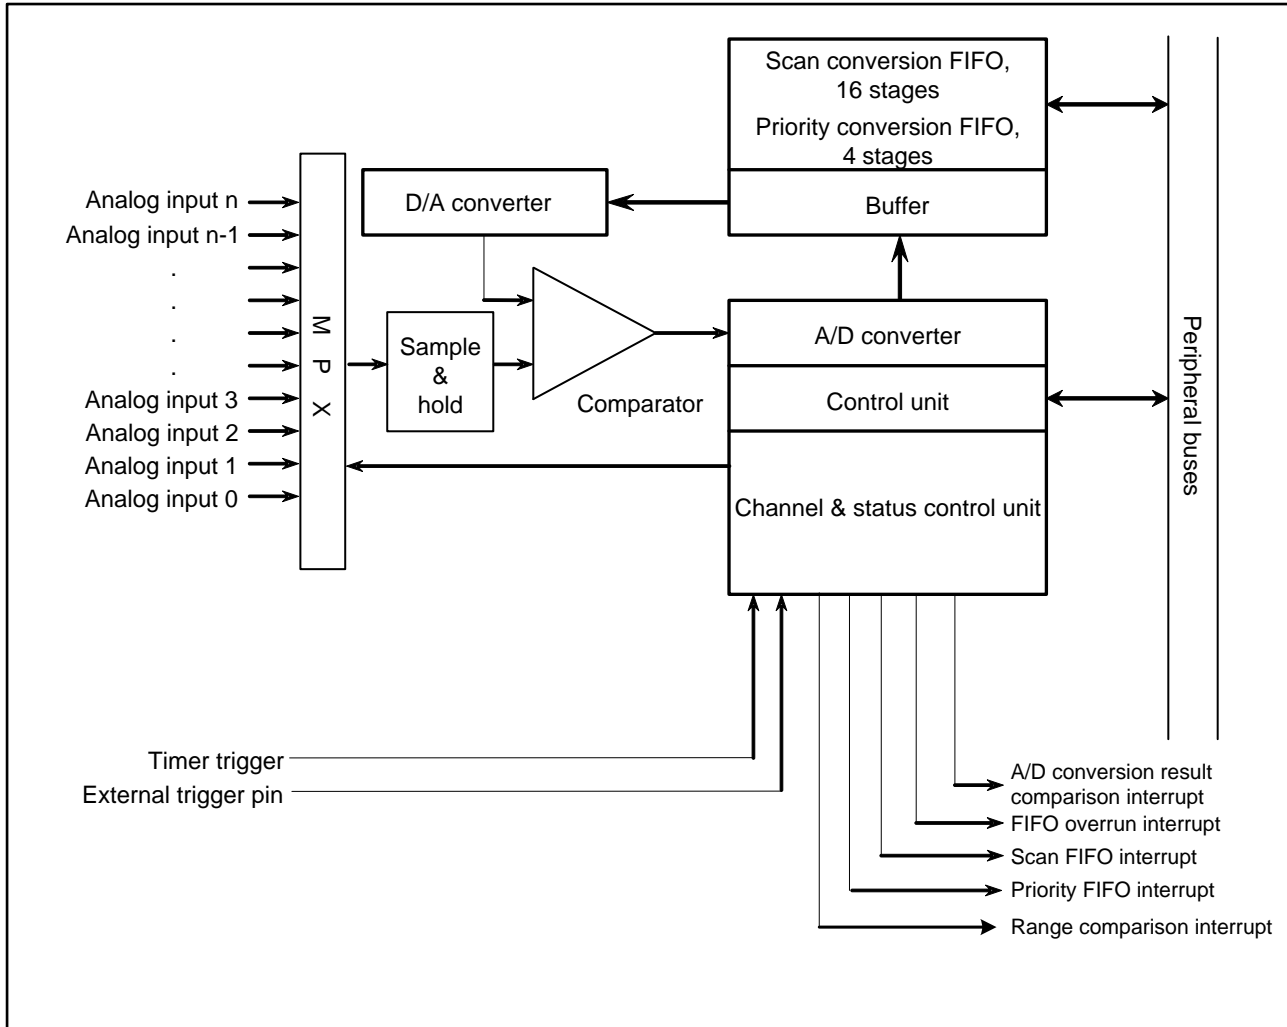 Scan conversion FIFO,
16 stages
Priority conversion FIFO,
4 stages
Buffer
D/A converter
Analog input n
Analog input n-1
.
.
.
.
Analog input 3
Analog input 2
Analog input 1
Analog input 0
M P X
Sample
&
hold
Comparator
A/D converter
Control unit
Channel & status control unit
Peripheral buses
Timer trigger
External trigger pin
A/D conversion result
comparison interrupt
FIFO overrun interrupt
Scan FIFO interrupt
Priority FIFO interrupt
Range comparison interrupt